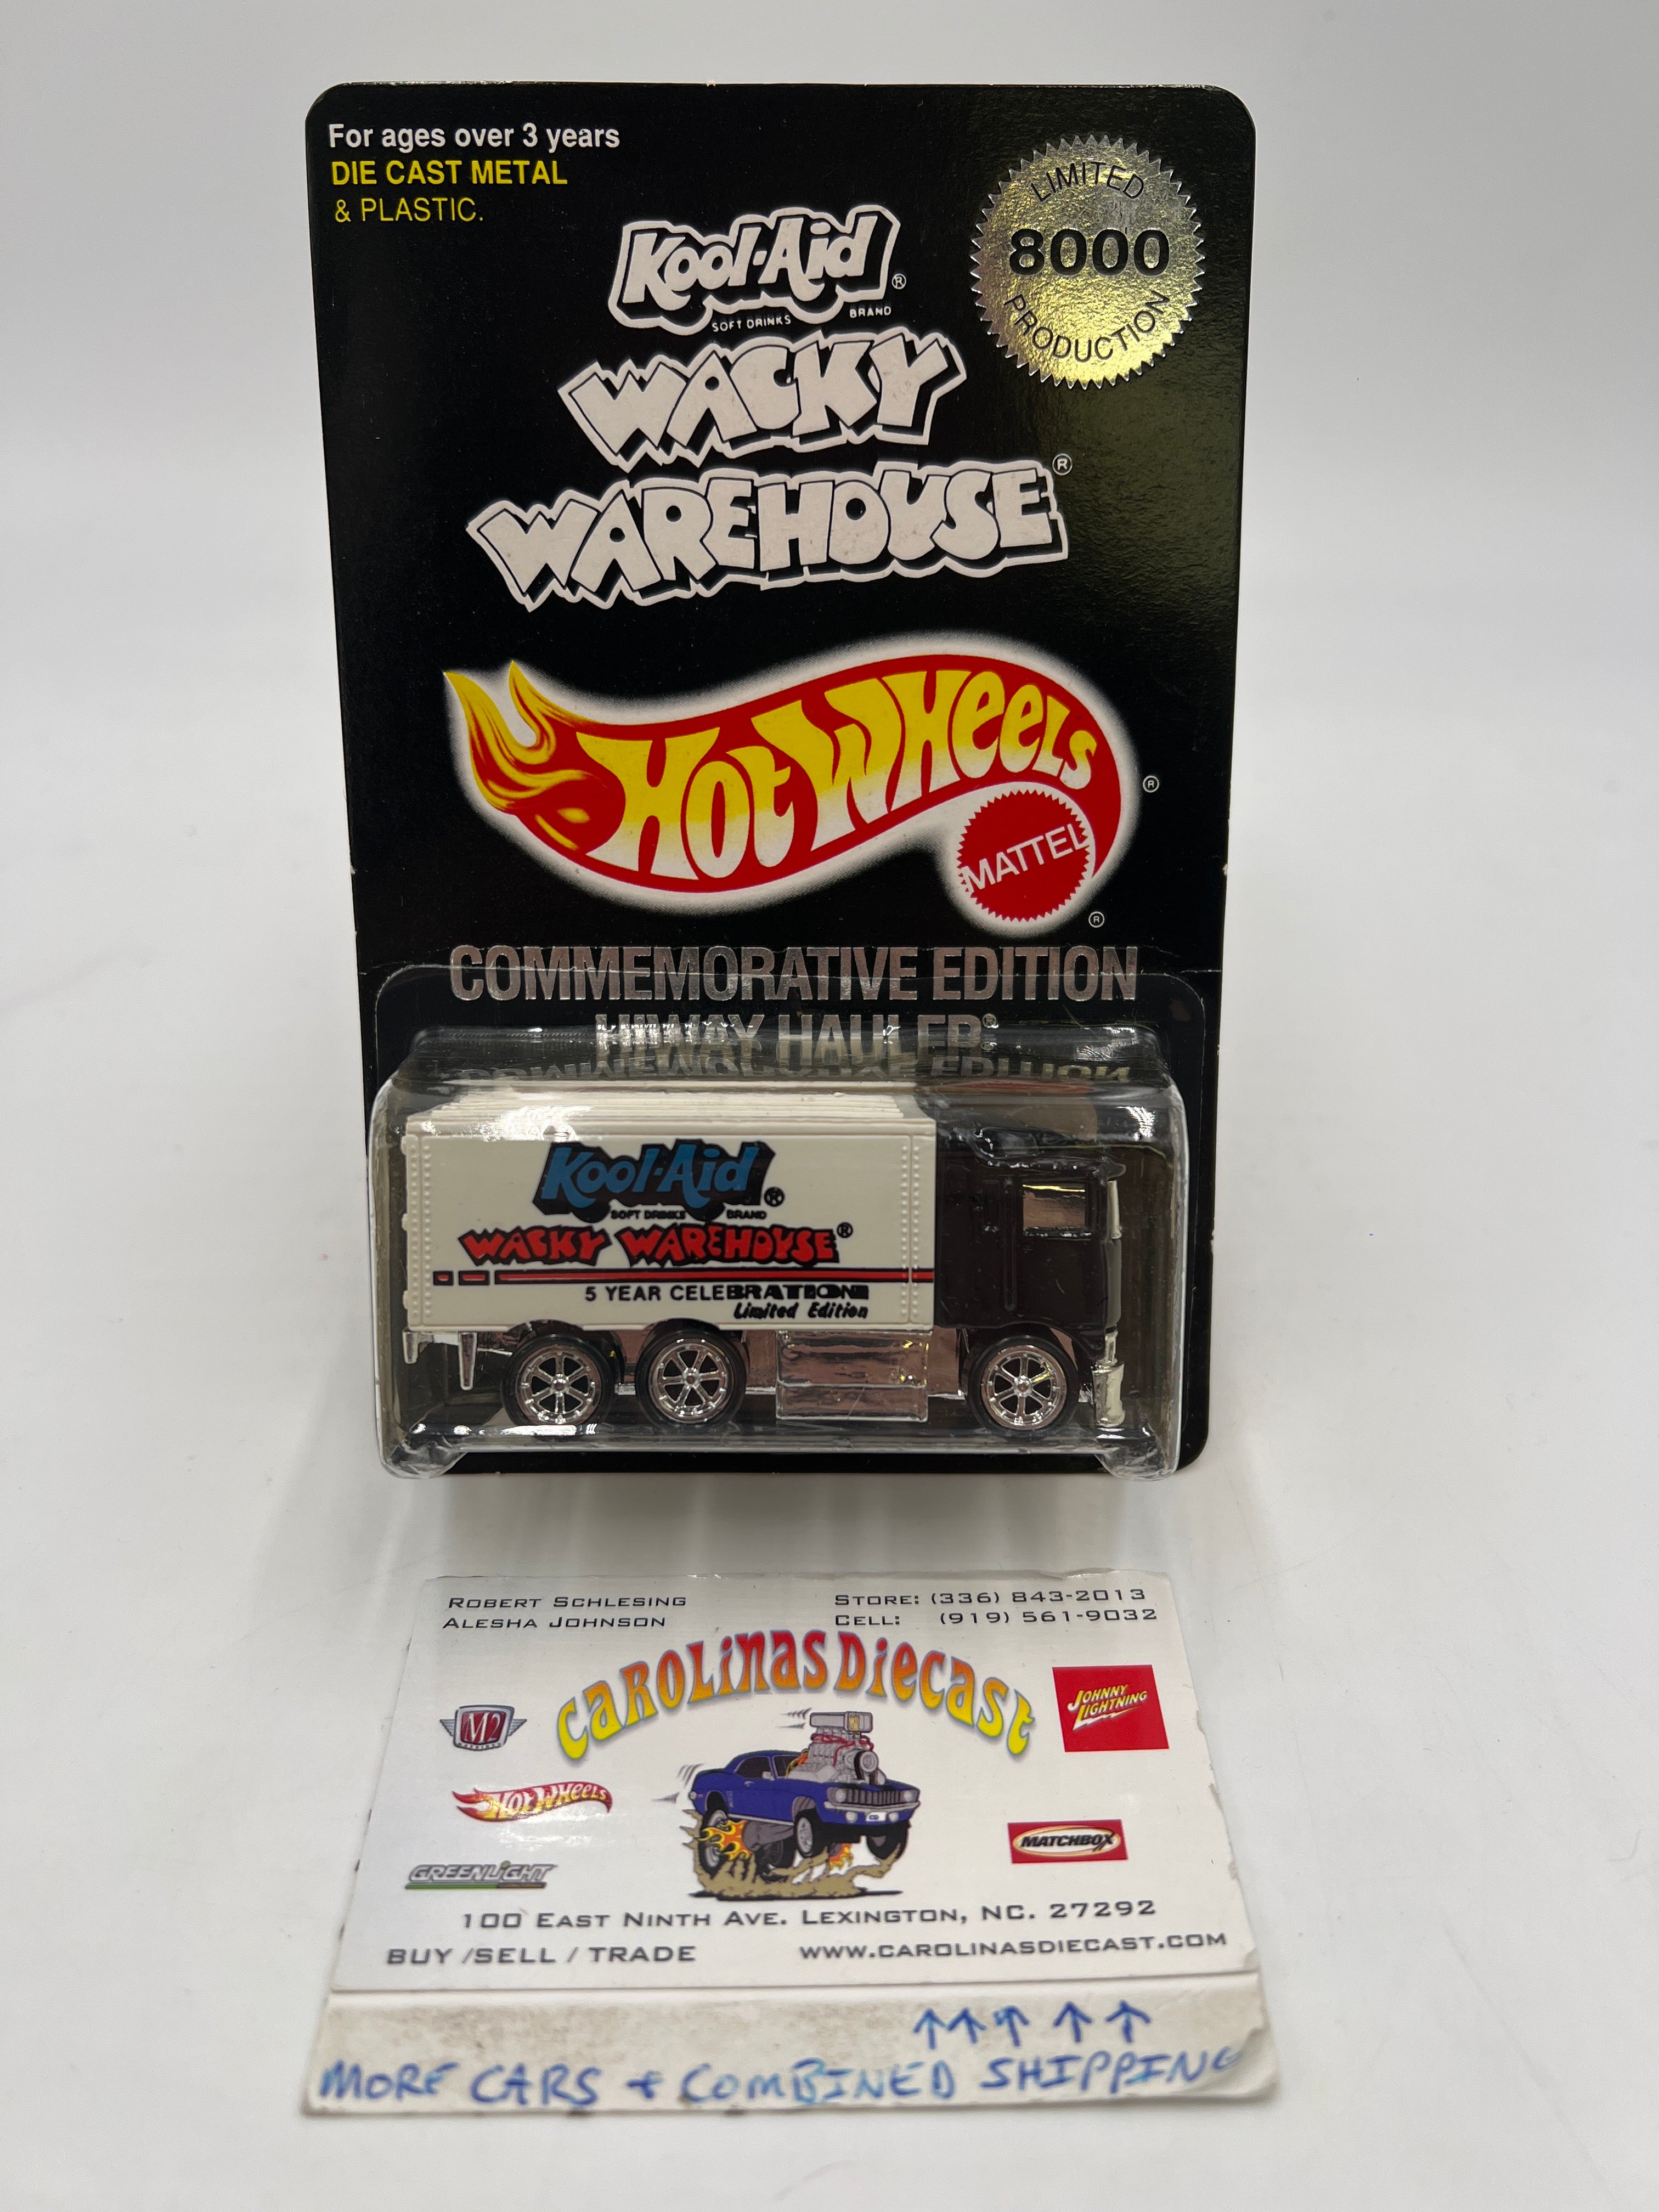 For ages over 3 years
DIE CAST METAL
& PLASTIC.
LIMITED
8000
PRODUCTION
Kool-Aid®
SOFT DRINKS BRAND
WACKY
WAREHOUSE®
HOT WHEELS®
MATTEL®
COMMEMORATIVE EDITION
HIWAY HAULER®
Kool-Aid®
SOFT DRINKS BRAND
WACKY WAREHOUSE®
5 YEAR CELEBRATION
Limited Edition
ROBERT SCHLESING STORE: (336) 843-2013
ALESHA JOHNSON CELL: (919) 561-9032
CAROLINAS DIECAST
M2
JOHNNY LIGHTNING
HOT WHEELS
MATCHBOX
GREENLIGHT
100 EAST NINTH AVE. LEXINGTON, NC. 27292
BUY /SELL / TRADE WWW.CAROLINASDIECAST.COM
↑↑↑↑↑
MORE CARS + COMBINED SHIPPING